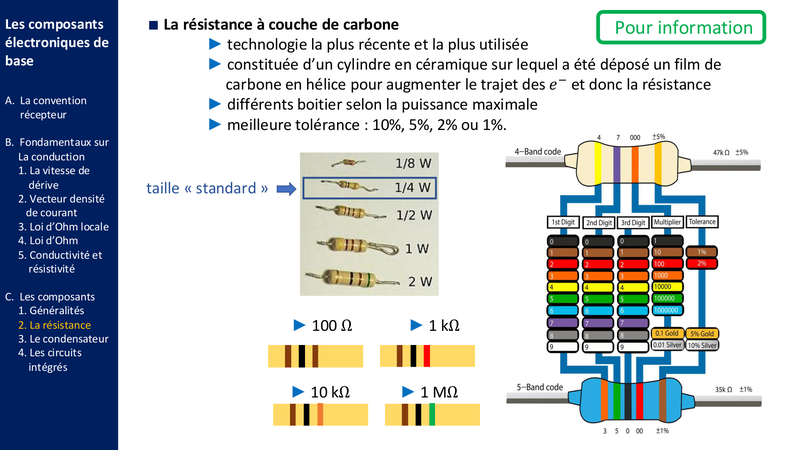 Les composants
électroniques de
base
A. La convention
récepteur
B. Fondamentaux sur
La conduction
1. La vitesse de
dérive
2. Vecteur densité
de courant
3. Loi d’Ohm locale
4. Loi d’Ohm
5. Conductivité et
résistivité
C. Les composants
1. Généralités
2. La résistance
3. Le condensateur
4. Les circuits
intégrés
■ La résistance à couche de carbone
Pour information
► technologie la plus récente et la plus utilisée
► constituée d’un cylindre en céramique sur lequel a été déposé un film de
carbone en hélice pour augmenter le trajet des e⁻ et donc la résistance
► différents boitier selon la puissance maximale
► meilleure tolérance : 10%, 5%, 2% ou 1%.
taille « standard »
1/8 W
1/4 W
1/2 W
1 W
2 W
► 100 Ω
► 1 kΩ
► 10 kΩ
► 1 MΩ
4 7 000 ±5%
4–Band code
47k Ω ±5%
1st Digit 2nd Digit 3rd Digit Multiplier Tolerance
0 0 0 1
1 1 1 10 1%
2 2 2 100 2%
3 3 3 1000
4 4 4 10000
5 5 5 100000
6 6 6 1000000
7 7 7
8 8 8 0.1 Gold 5% Gold
9 9 9 0.01 Silver 10% Silver
5–Band code
35k Ω ±1%
3 5 0 00 ±1%